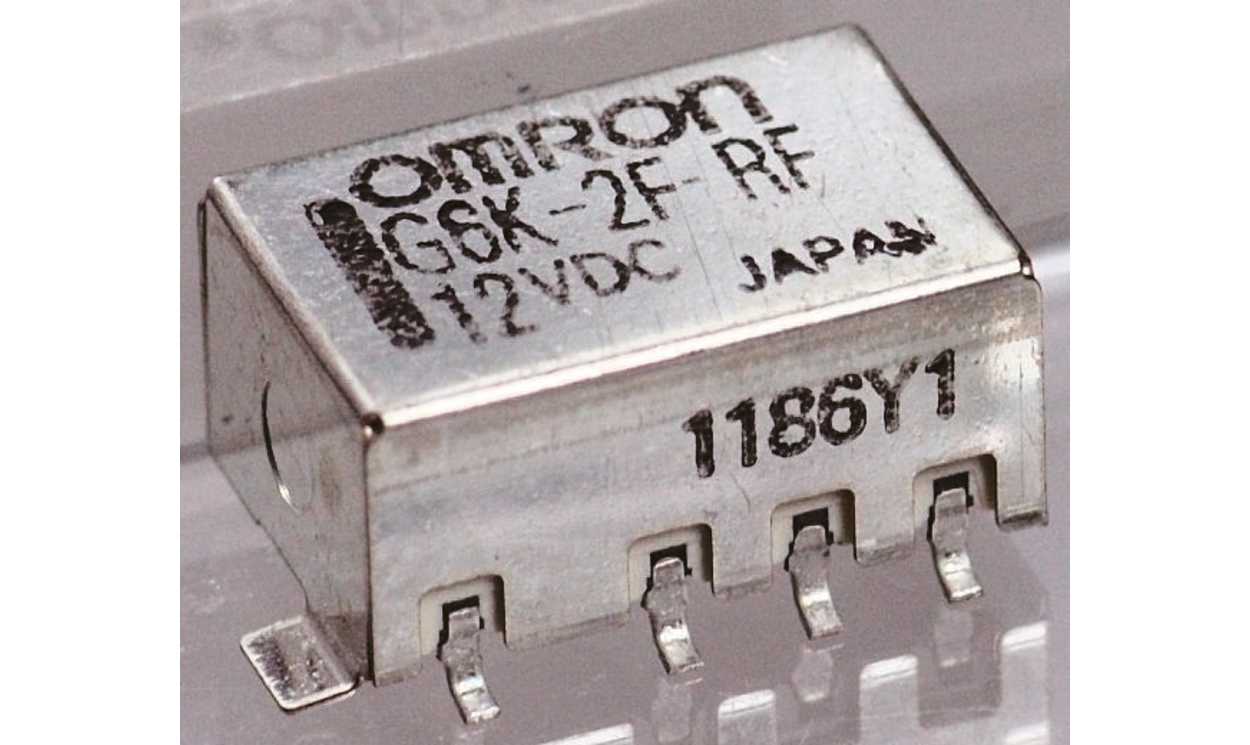 OMRON
G6K-2F-RF
12VDC JAPAN
1186Y1